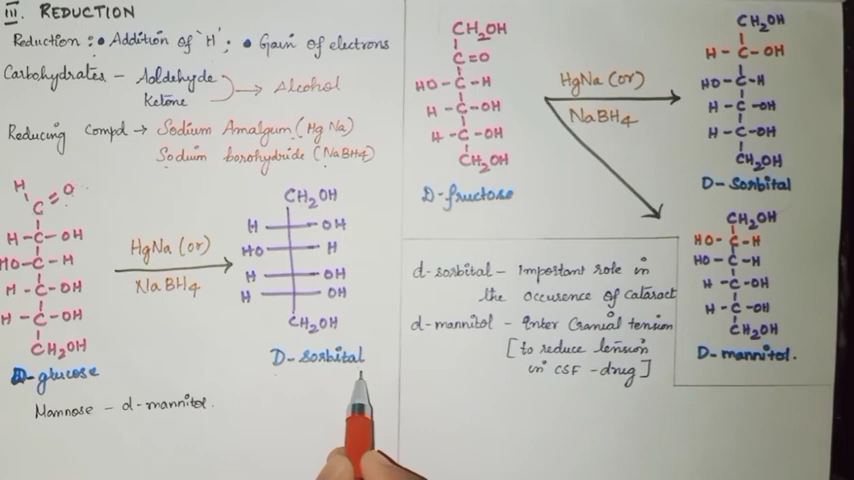 III. REDUCTION
Reduction : • Addition of 'H' ; • Gain of electrons
Carbohydrates - Aoldehyde
Ketone
→ Alcohol
Reducing Compd → Sodium Amalgum (HgNa)
Sodium borohydride (NaBH4)
H
C=O
H-C-OH
HO-C-H
H-C-OH
H-C-OH
CH2OH
D-glucose
HgNa (or)
NaBH4
CH2OH
H OH
HO H
H OH
H OH
CH2OH
D-sorbital
Mannose - d-mannitol.
CH2OH
C=O
HO-C-H
H-C-OH
H-C-OH
CH2OH
D-fructose
HgNa (or)
NaBH4
CH2OH
H-C-OH
HO-C-H
H-C-OH
H-C-OH
CH2OH
D-Sorbital
CH2OH
HO-C-H
HO-C-H
H-C-OH
H-C-OH
CH2OH
D-mannitol.
d-sorbital - Important role in
the occurence of Cataract
d-mannitol - Enter Cranial tension
[to reduce tension
in CSF -drug]